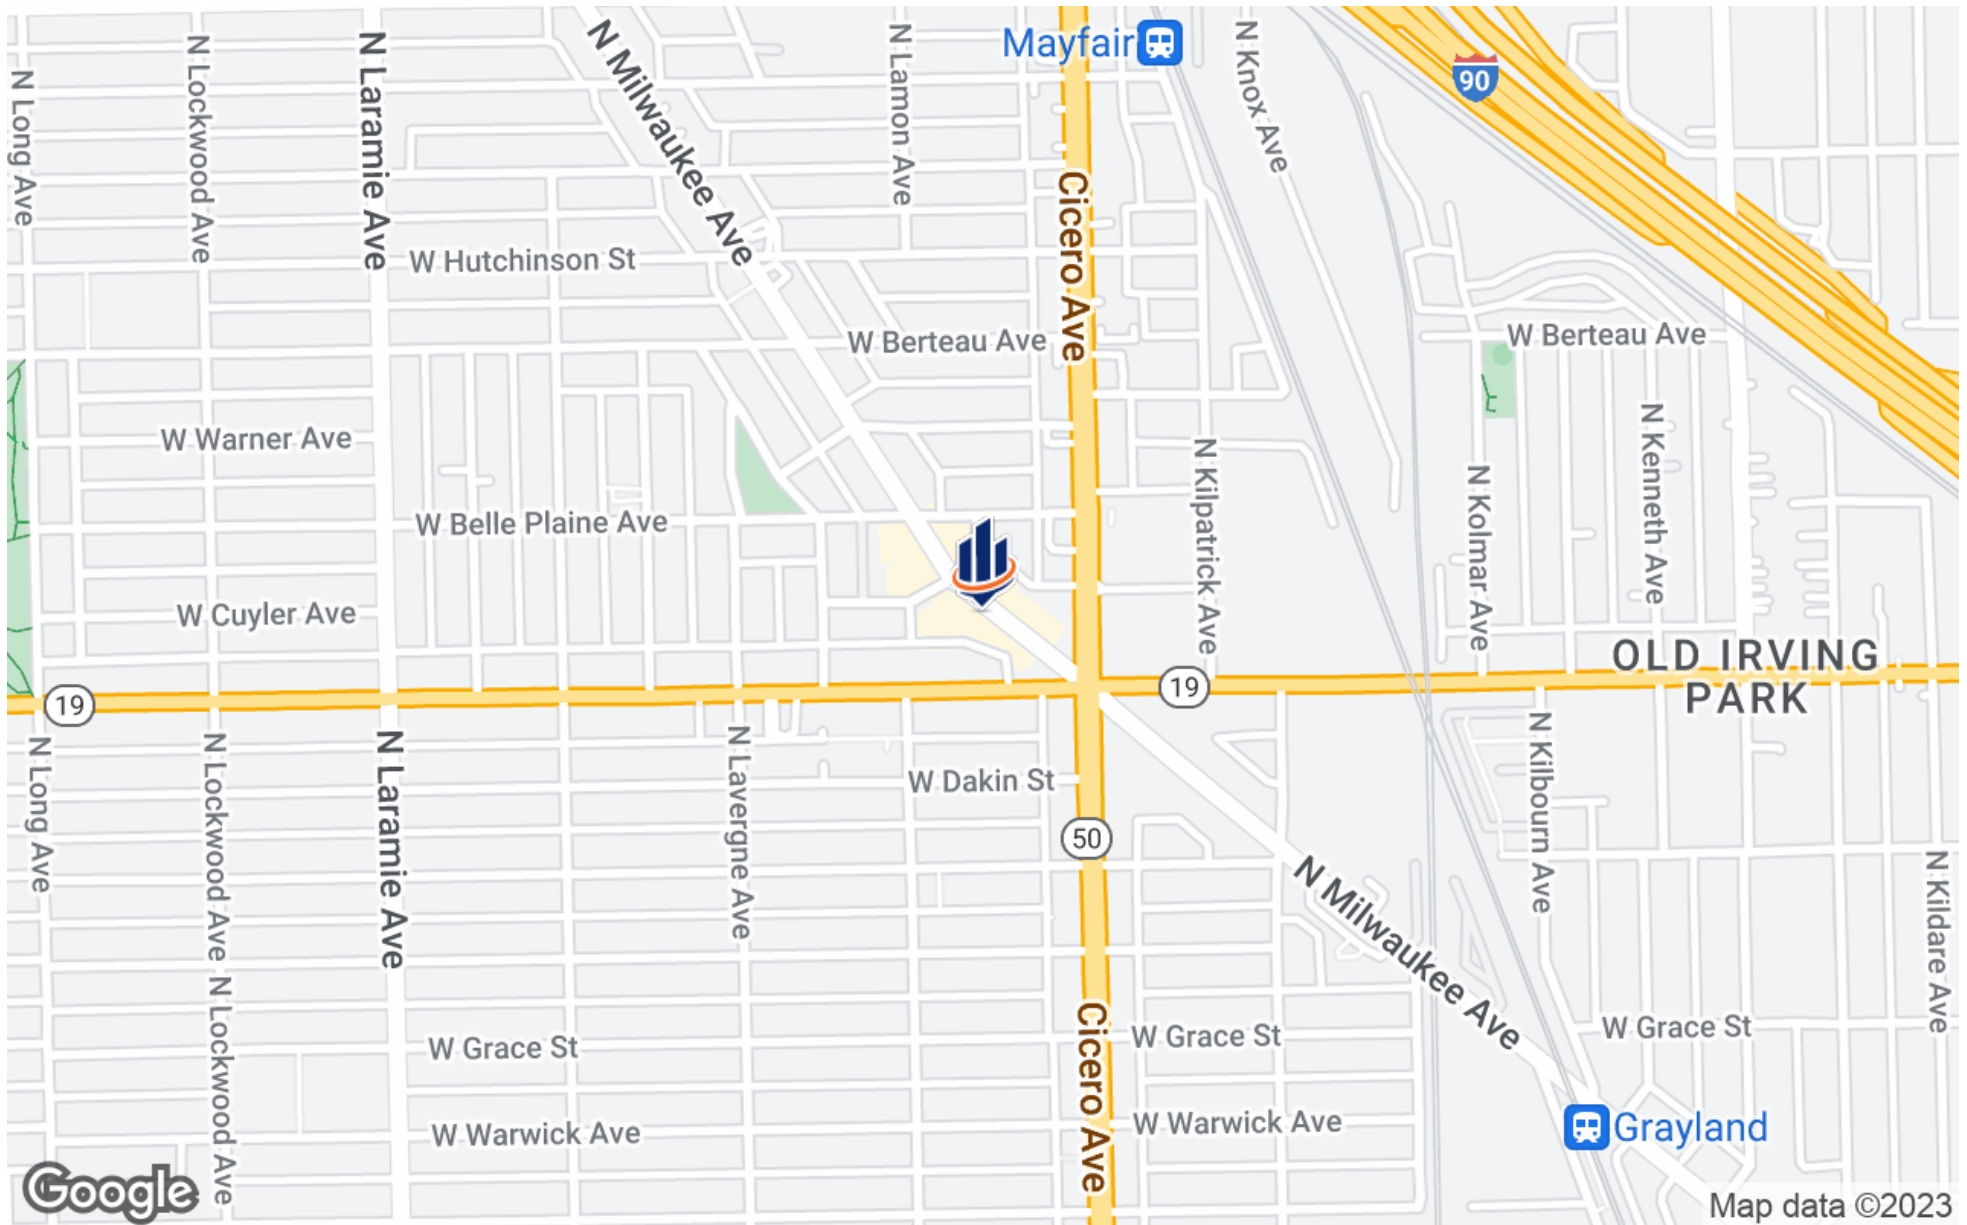 Mayfair
90
N Long Ave
N Lockwood Ave
N Laramie Ave
N Milwaukee Ave
N Lamon Ave
Cicero Ave
N Knox Ave
W Hutchinson St
W Berteau Ave
W Berteau Ave
W Warner Ave
N Kilpatrick Ave
N Kolmar Ave
N Kenneth Ave
W Belle Plaine Ave
W Cuyler Ave
OLD IRVING
PARK
19
19
N Long Ave
N Lockwood Ave
N Laramie Ave
N Lavergne Ave
W Dakin St
50
N Kilbourn Ave
N Milwaukee Ave
N Kildare Ave
N Lockwood Ave
Cicero Ave
W Grace St
W Grace St
W Grace St
W Warwick Ave
W Warwick Ave
Grayland
Google
Map data ©2023